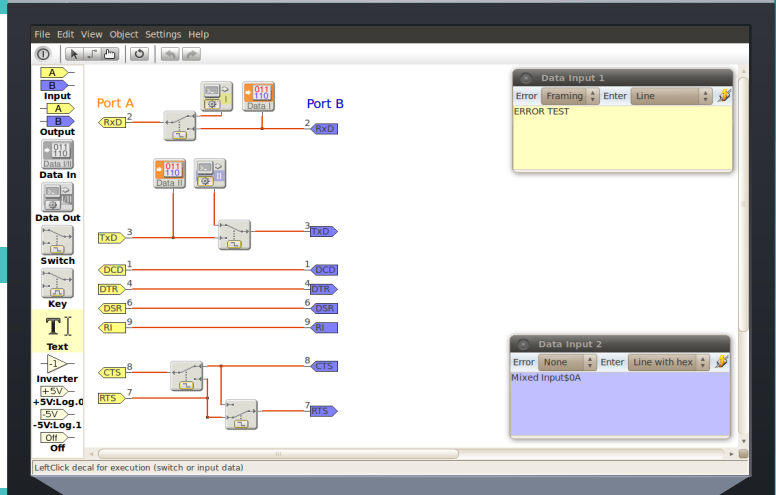 File Edit View Object Settings Help
A
B
Input
A
B
Output
011
110
Data I/II
Data In
Data Out
Switch
Key
T
Text
-1
Inverter
+5V
+5V:Log.0
-5V
-5V:Log.1
Off
Off
Port A
Port B
I
011
110
Data I
RxD 2
2 RxD
011
110
Data II
II
TxD 3
3 TxD
DCD 1
1 DCD
DTR 4
4 DTR
DSR 6
6 DSR
RI 9
9 RI
CTS 8
8 CTS
RTS 7
7 RTS
Data Input 1
Error Framing Enter Line
ERROR TEST
Data Input 2
Error None Enter Line with hex
Mixed Input$0A
LeftClick decal for execution (switch or input data)